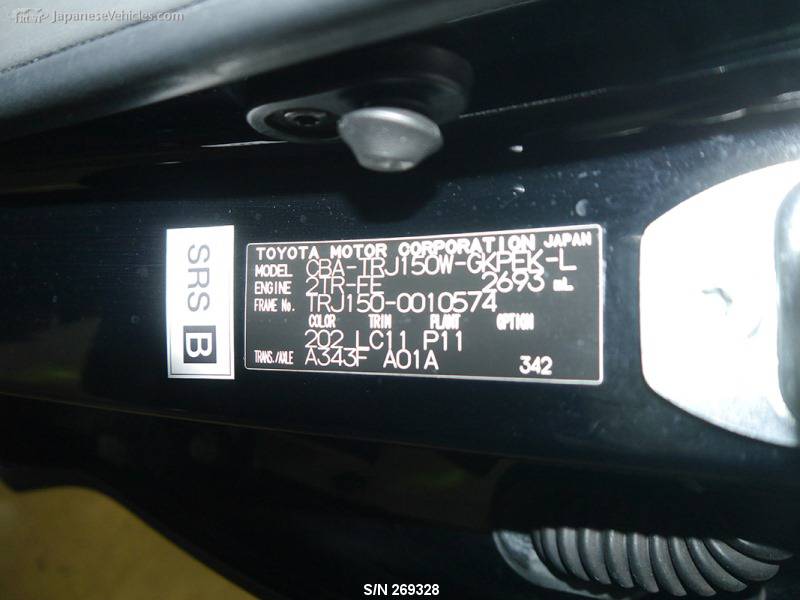 JapaneseVehicles.com
SRS B
TOYOTA MOTOR CORPORATION JAPAN
MODEL CBA-TRJ150W-GKPEK-L
ENGINE 2TR-FE 2693 mL
FRAME No. TRJ150-0010574
COLOR TRIM PLANT OPTION
202 LC11 P11
TRANS./AXLE A343F A01A 342
S/N 269328